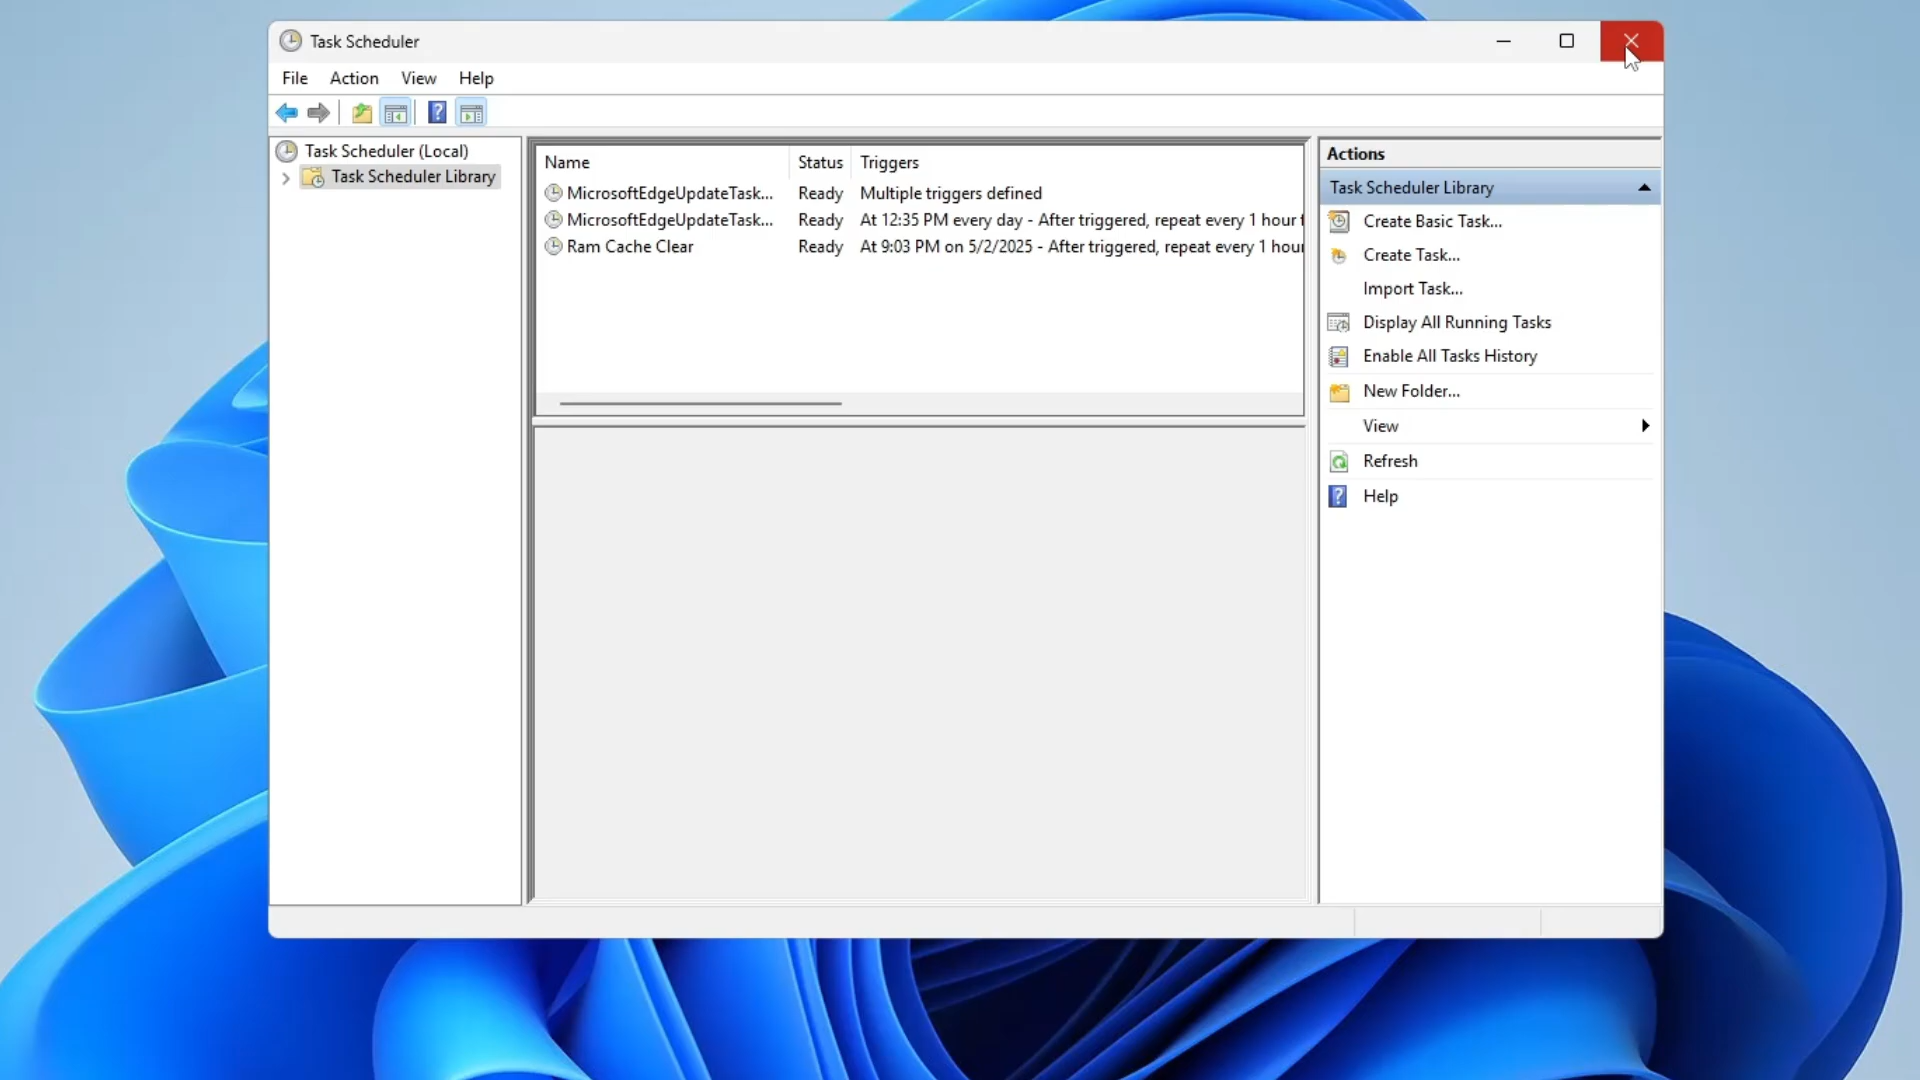 Task Scheduler
File Action View Help
?
Task Scheduler (Local)
Task Scheduler Library
Name Status Triggers
MicrosoftEdgeUpdateTask... Ready Multiple triggers defined
MicrosoftEdgeUpdateTask... Ready At 12:35 PM every day - After triggered, repeat every 1 hour f
Ram Cache Clear Ready At 9:03 PM on 5/2/2025 - After triggered, repeat every 1 hour
Actions
Task Scheduler Library
Create Basic Task...
Create Task...
Import Task...
Display All Running Tasks
Enable All Tasks History
New Folder...
View
Refresh
? Help